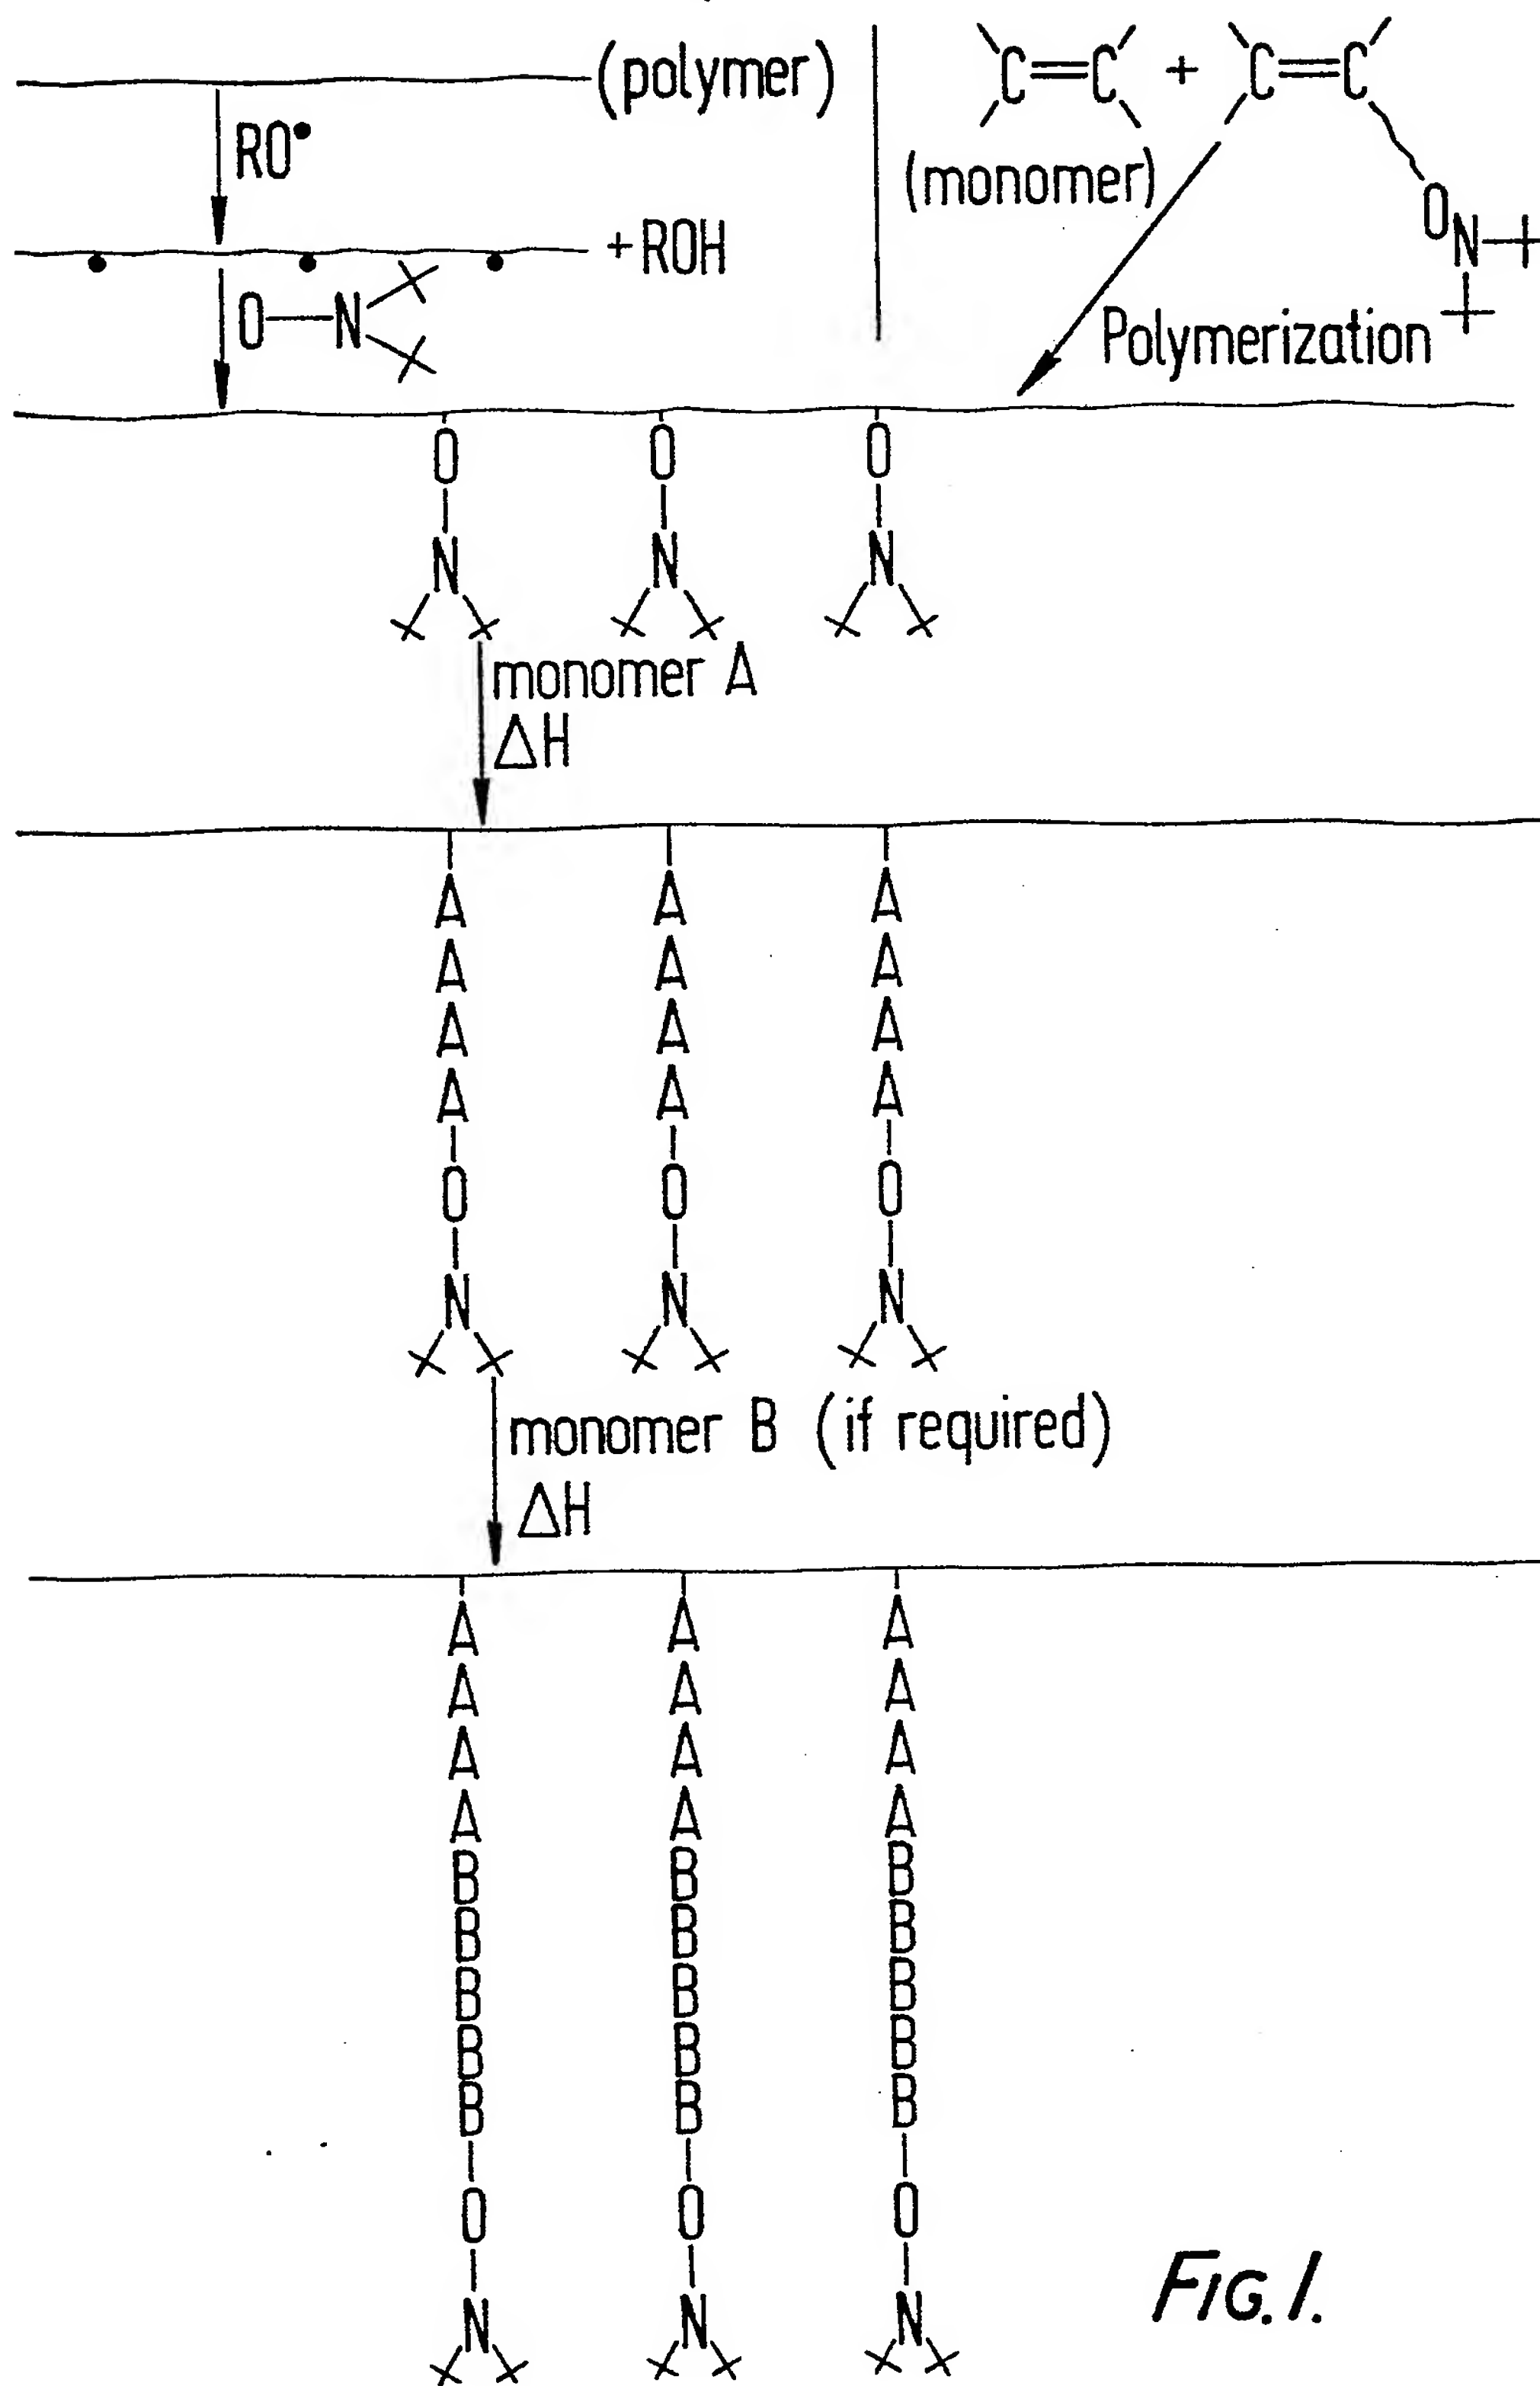 (polymer)
C=C + C=C
RO•
(monomer)
O
N
+ROH
O—N
Polymerization
O O O
N N N
monomer A
ΔH
A A A
A A A
A A A
A A A
O O O
N N N
monomer B (if required)
ΔH
A A A
A A A
A A A
A A A
B B B
B B B
B B B
B B B
B B B
O O O
N N N
FIG.1.